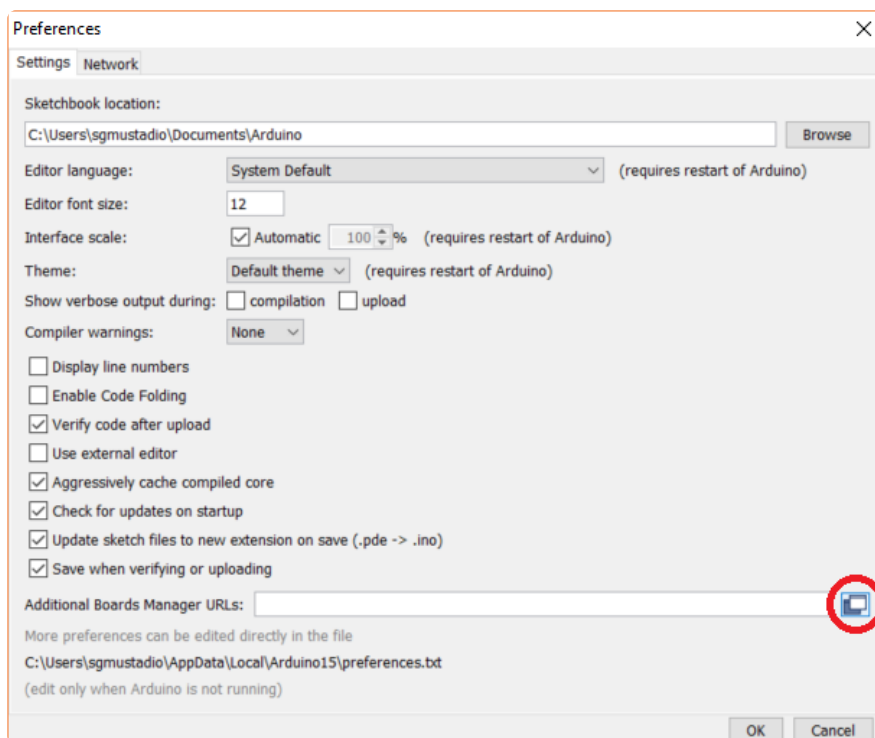 Preferences
Settings Network
Sketchbook location:
C:\Users\sgmustadio\Documents\Arduino Browse
Editor language: System Default (requires restart of Arduino)
Editor font size: 12
Interface scale: Automatic 100 % (requires restart of Arduino)
Theme: Default theme (requires restart of Arduino)
Show verbose output during: compilation upload
Compiler warnings: None
Display line numbers
Enable Code Folding
Verify code after upload
Use external editor
Aggressively cache compiled core
Check for updates on startup
Update sketch files to new extension on save (.pde -> .ino)
Save when verifying or uploading
Additional Boards Manager URLs:
More preferences can be edited directly in the file
C:\Users\sgmustadio\AppData\Local\Arduino15\preferences.txt
(edit only when Arduino is not running)
OK Cancel